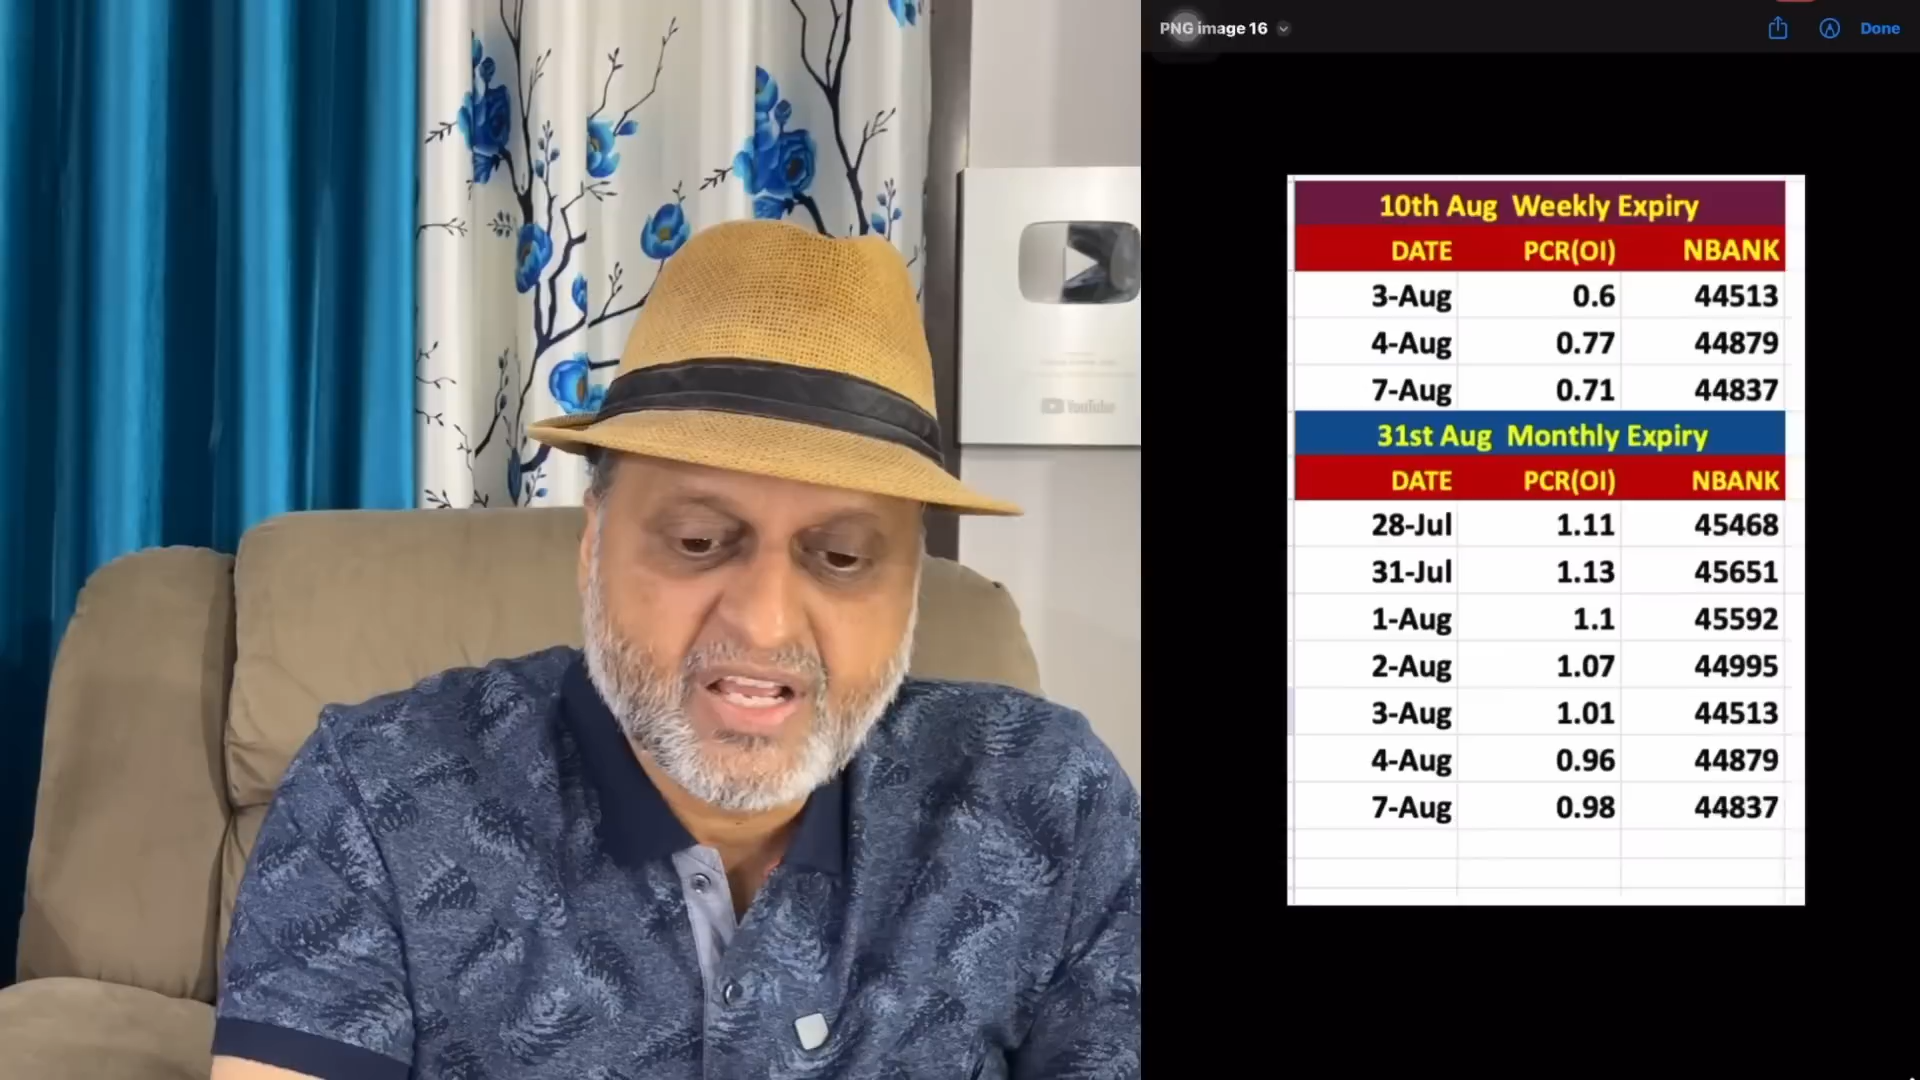 PNG image 16
Done
10th Aug Weekly Expiry
DATE PCR(OI) NBANK
3-Aug 0.6 44513
4-Aug 0.77 44879
7-Aug 0.71 44837
31st Aug Monthly Expiry
DATE PCR(OI) NBANK
28-Jul 1.11 45468
31-Jul 1.13 45651
1-Aug 1.1 45592
2-Aug 1.07 44995
3-Aug 1.01 44513
4-Aug 0.96 44879
7-Aug 0.98 44837
YouTube